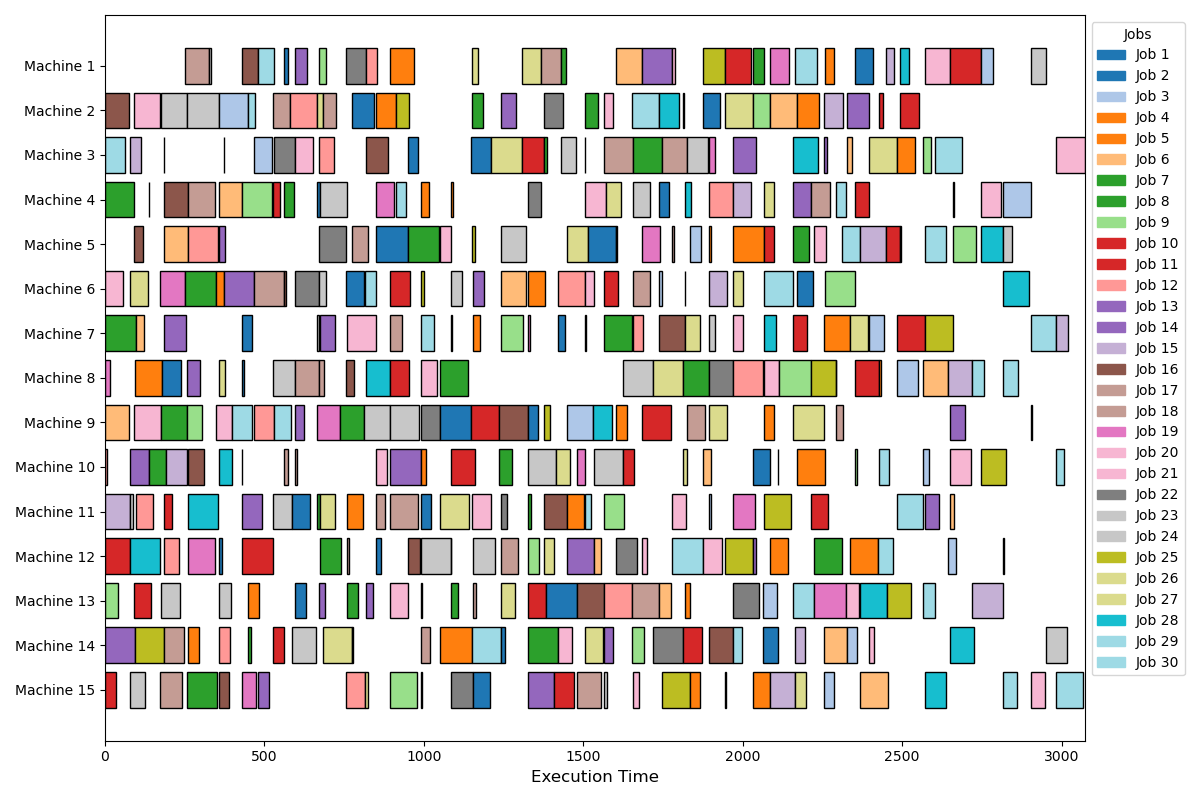 Machine 1
Machine 2
Machine 3
Machine 4
Machine 5
Machine 6
Machine 7
Machine 8
Machine 9
Machine 10
Machine 11
Machine 12
Machine 13
Machine 14
Machine 15
0 500 1000 1500 2000 2500 3000
Execution Time
Jobs
Job 1
Job 2
Job 3
Job 4
Job 5
Job 6
Job 7
Job 8
Job 9
Job 10
Job 11
Job 12
Job 13
Job 14
Job 15
Job 16
Job 17
Job 18
Job 19
Job 20
Job 21
Job 22
Job 23
Job 24
Job 25
Job 26
Job 27
Job 28
Job 29
Job 30